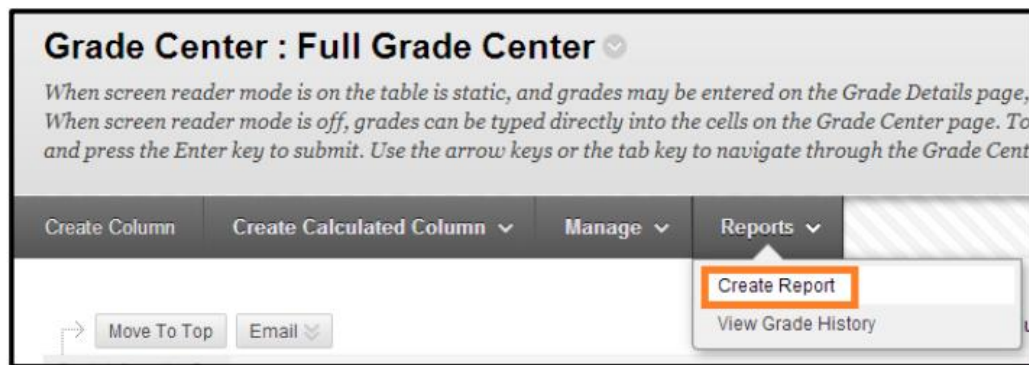 Grade Center : Full Grade Center
When screen reader mode is on the table is static, and grades may be entered on the Grade Details page.
When screen reader mode is off, grades can be typed directly into the cells on the Grade Center page. To
and press the Enter key to submit. Use the arrow keys or the tab key to navigate through the Grade Cent
Create Column Create Calculated Column Manage Reports
Create Report
Move To Top Email View Grade History